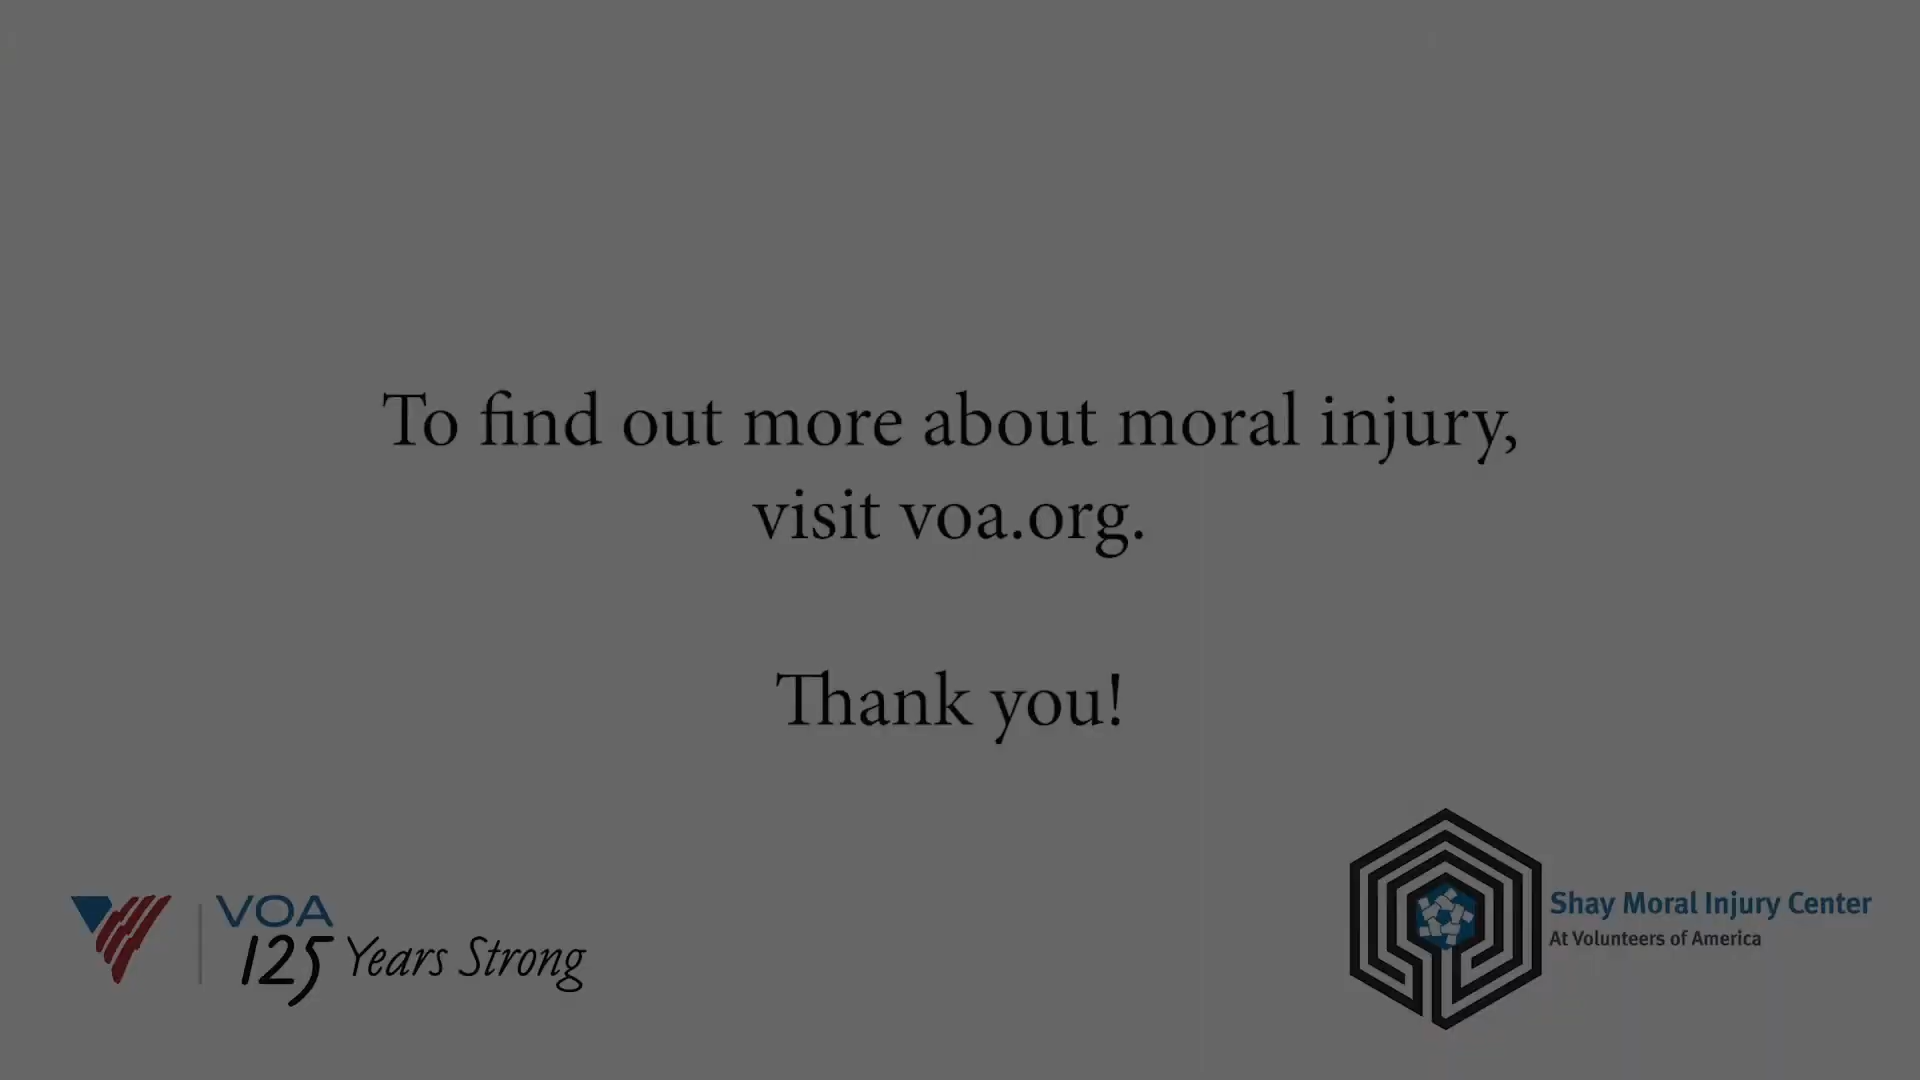 To find out more about moral injury,
visit voa.org.
Thank you!
VOA
125 Years Strong
Shay Moral Injury Center
At Volunteers of America